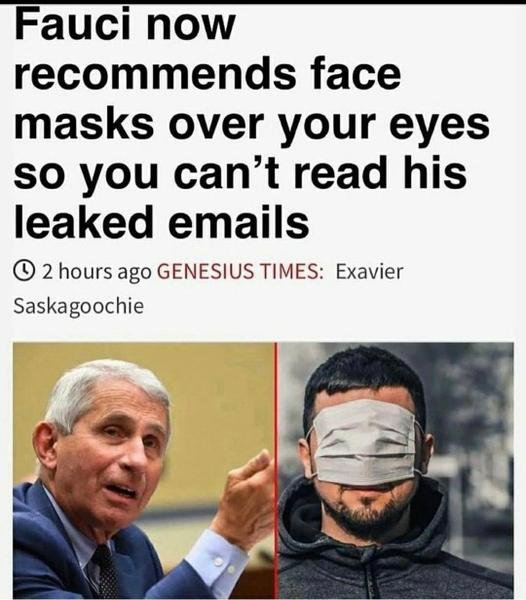 Fauci now
recommends face
masks over your eyes
so you can't read his
leaked emails
2 hours ago GENESIUS TIMES: Exavier
Saskagoochie